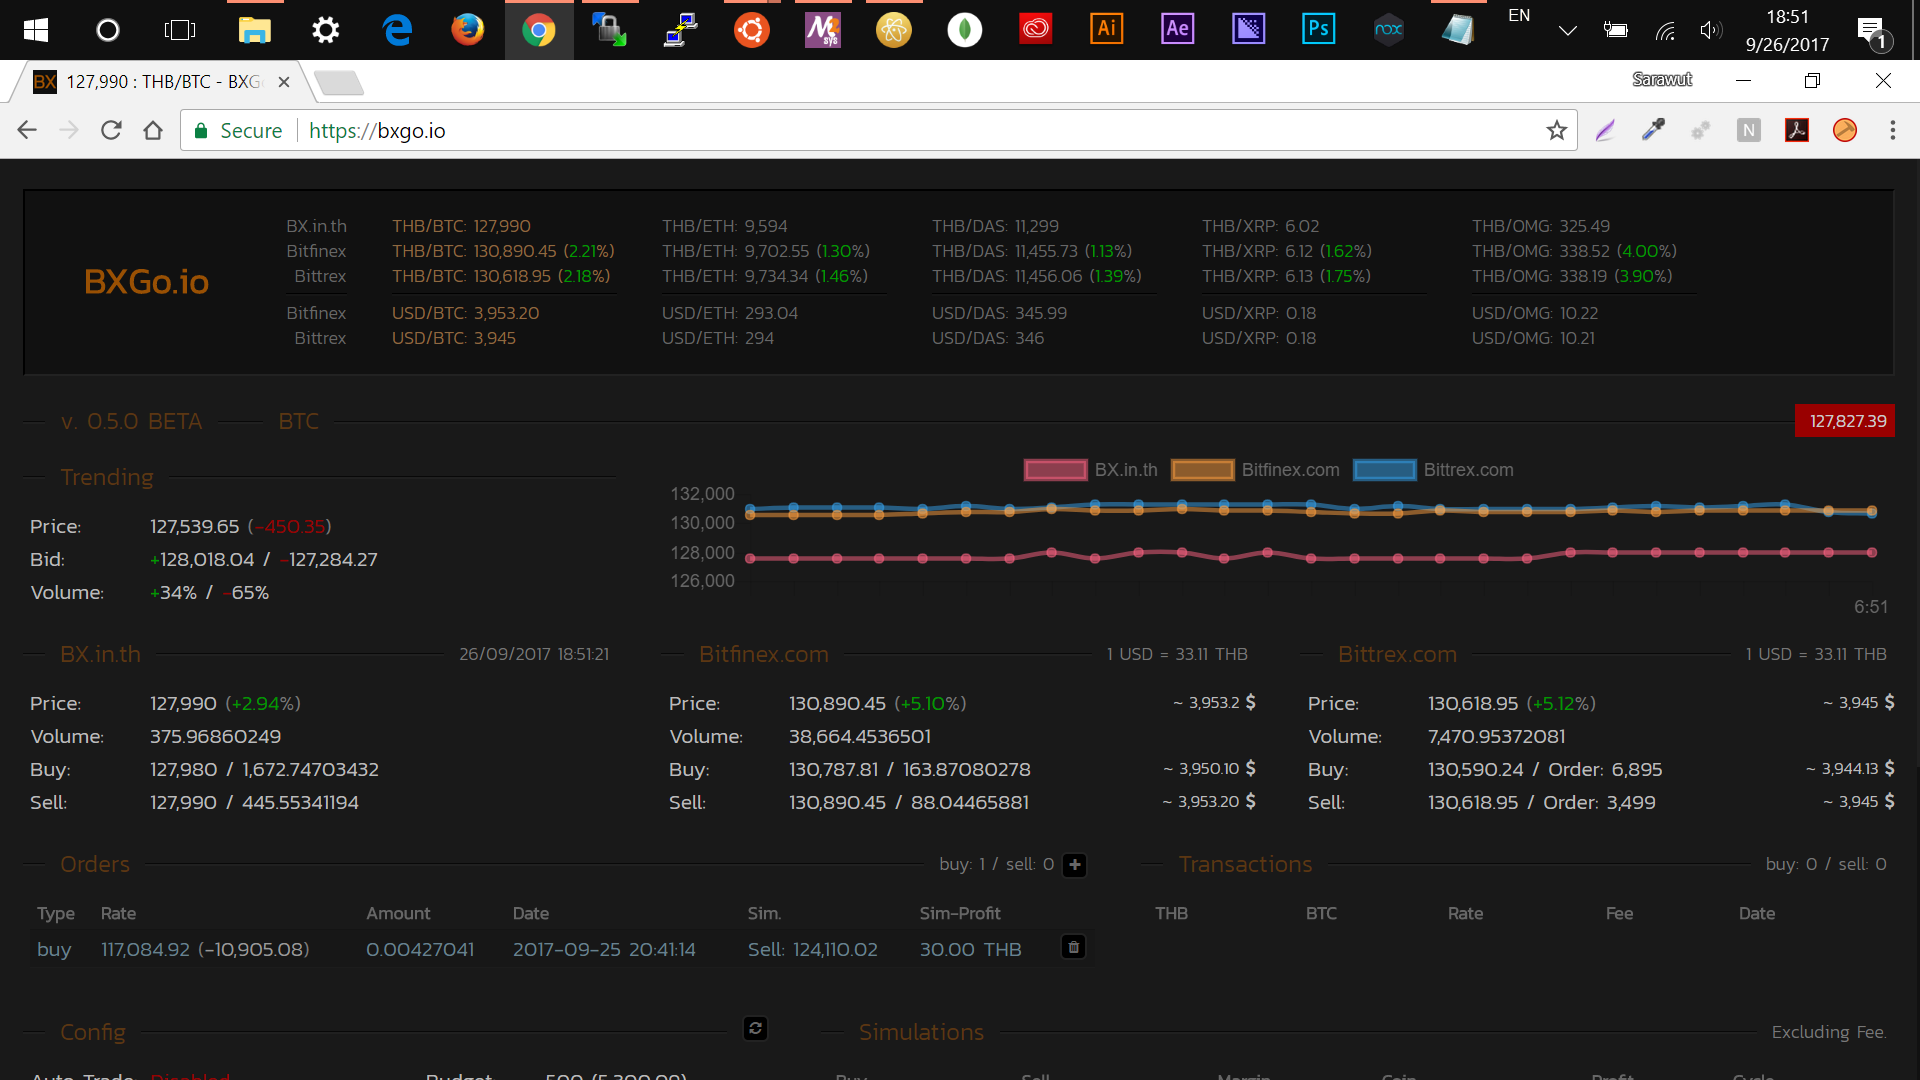 EN
18:51
9/26/2017
1
BX 127,990 : THB/BTC - BXG
Sarawut
Secure https://bxgo.io
BXGo.io
BX.in.th THB/BTC: 127,990 THB/ETH: 9,594 THB/DAS: 11,299 THB/XRP: 6.02 THB/OMG: 325.49
Bitfinex THB/BTC: 130,890.45 (2.21%) THB/ETH: 9,702.55 (1.30%) THB/DAS: 11,455.73 (1.13%) THB/XRP: 6.12 (1.62%) THB/OMG: 338.52 (4.00%)
Bittrex THB/BTC: 130,618.95 (2.18%) THB/ETH: 9,734.34 (1.46%) THB/DAS: 11,456.06 (1.39%) THB/XRP: 6.13 (1.75%) THB/OMG: 338.19 (3.90%)
Bitfinex USD/BTC: 3,953.20 USD/ETH: 293.04 USD/DAS: 345.99 USD/XRP: 0.18 USD/OMG: 10.22
Bittrex USD/BTC: 3,945 USD/ETH: 294 USD/DAS: 346 USD/XRP: 0.18 USD/OMG: 10.21
v. 0.5.0 BETA BTC 127,827.39
Trending
Price: 127,539.65 (-450.35)
Bid: +128,018.04 / -127,284.27
Volume: +34% / -65%
BX.in.th Bitfinex.com Bittrex.com
132,000
130,000
128,000
126,000
6:51
BX.in.th 26/09/2017 18:51:21
Price: 127,990 (+2.94%)
Volume: 375.96860249
Buy: 127,980 / 1,672.74703432
Sell: 127,990 / 445.55341194
Bitfinex.com 1 USD = 33.11 THB
Price: 130,890.45 (+5.10%) ~ 3,953.2 $
Volume: 38,664.4536501
Buy: 130,787.81 / 163.87080278 ~ 3,950.10 $
Sell: 130,890.45 / 88.04465881 ~ 3,953.20 $
Bittrex.com 1 USD = 33.11 THB
Price: 130,618.95 (+5.12%) ~ 3,945 $
Volume: 7,470.95372081
Buy: 130,590.24 / Order: 6,895 ~ 3,944.13 $
Sell: 130,618.95 / Order: 3,499 ~ 3,945 $
Orders buy: 1 / sell: 0 +
Type Rate Amount Date Sim. Sim-Profit
buy 117,084.92 (-10,905.08) 0.00427041 2017-09-25 20:41:14 Sell: 124,110.02 30.00 THB
Transactions buy: 0 / sell: 0
THB BTC Rate Fee Date
Config
Auto Trade: Disabled Budget: 500 (5,300.09)
Simulations Excluding Fee.
Buy Sell Margin Gain Profit Cycle
Ai
Ae
Ps
nox
M sys
N